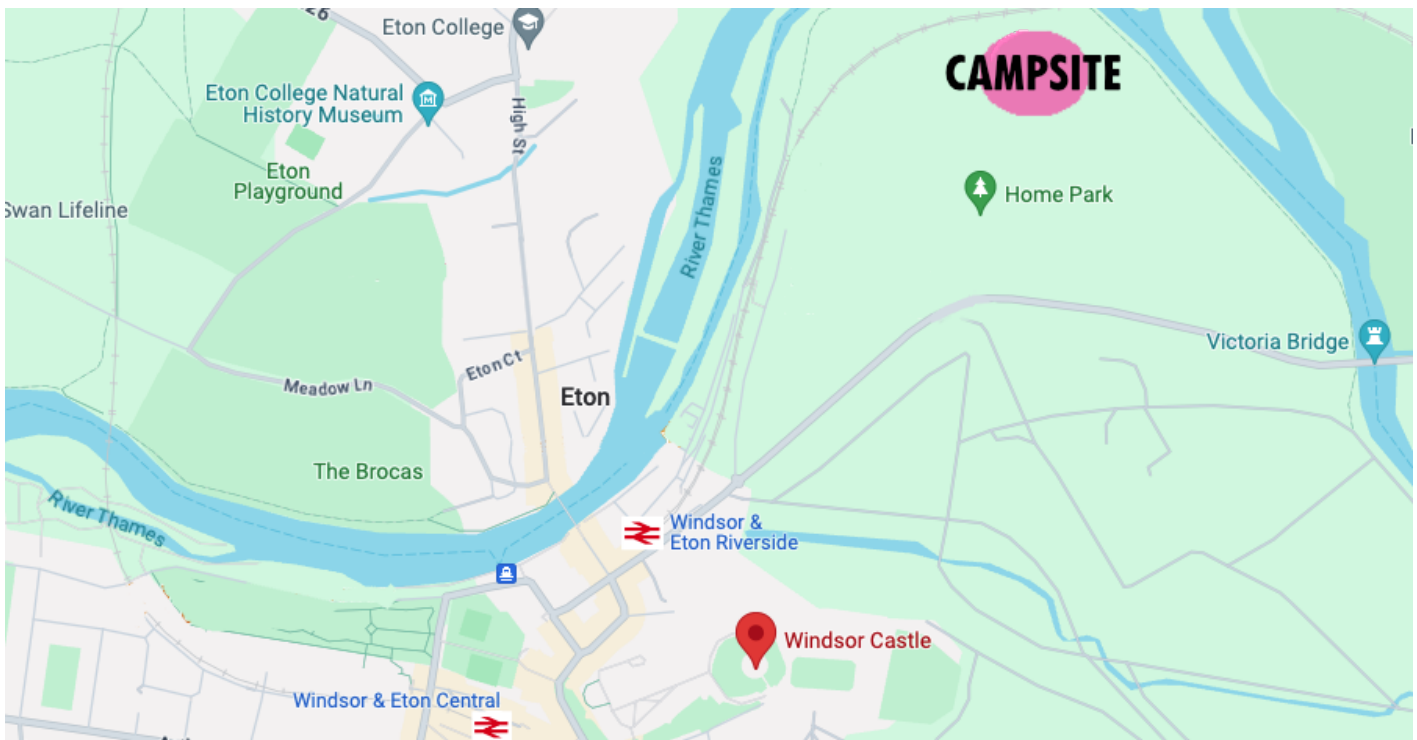 26
Eton College
CAMPSITE
Eton College Natural
History Museum
High St
Eton
Playground
River Thames
Home Park
Swan Lifeline
Victoria Bridge
Eton Ct
Meadow Ln
Eton
The Brocas
River Thames
Windsor &
Eton Riverside
Windsor Castle
Windsor & Eton Central